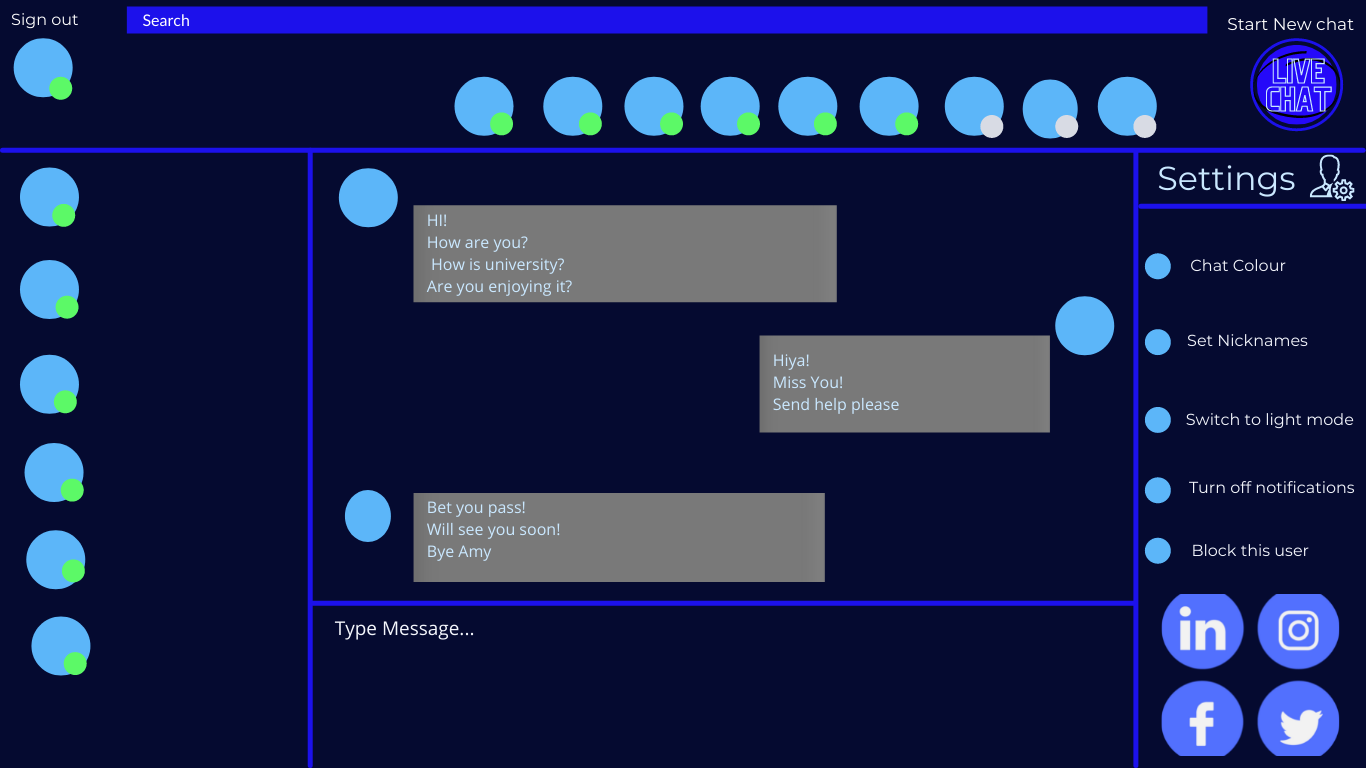 Sign out
Search
Start New chat
LIVE
CHAT
Settings
HI!
How are you?
How is university?
Are you enjoying it?
Hiya!
Miss You!
Send help please
Bet you pass!
Will see you soon!
Bye Amy
Type Message...
Chat Colour
Set Nicknames
Switch to light mode
Turn off notifications
Block this user
in
f